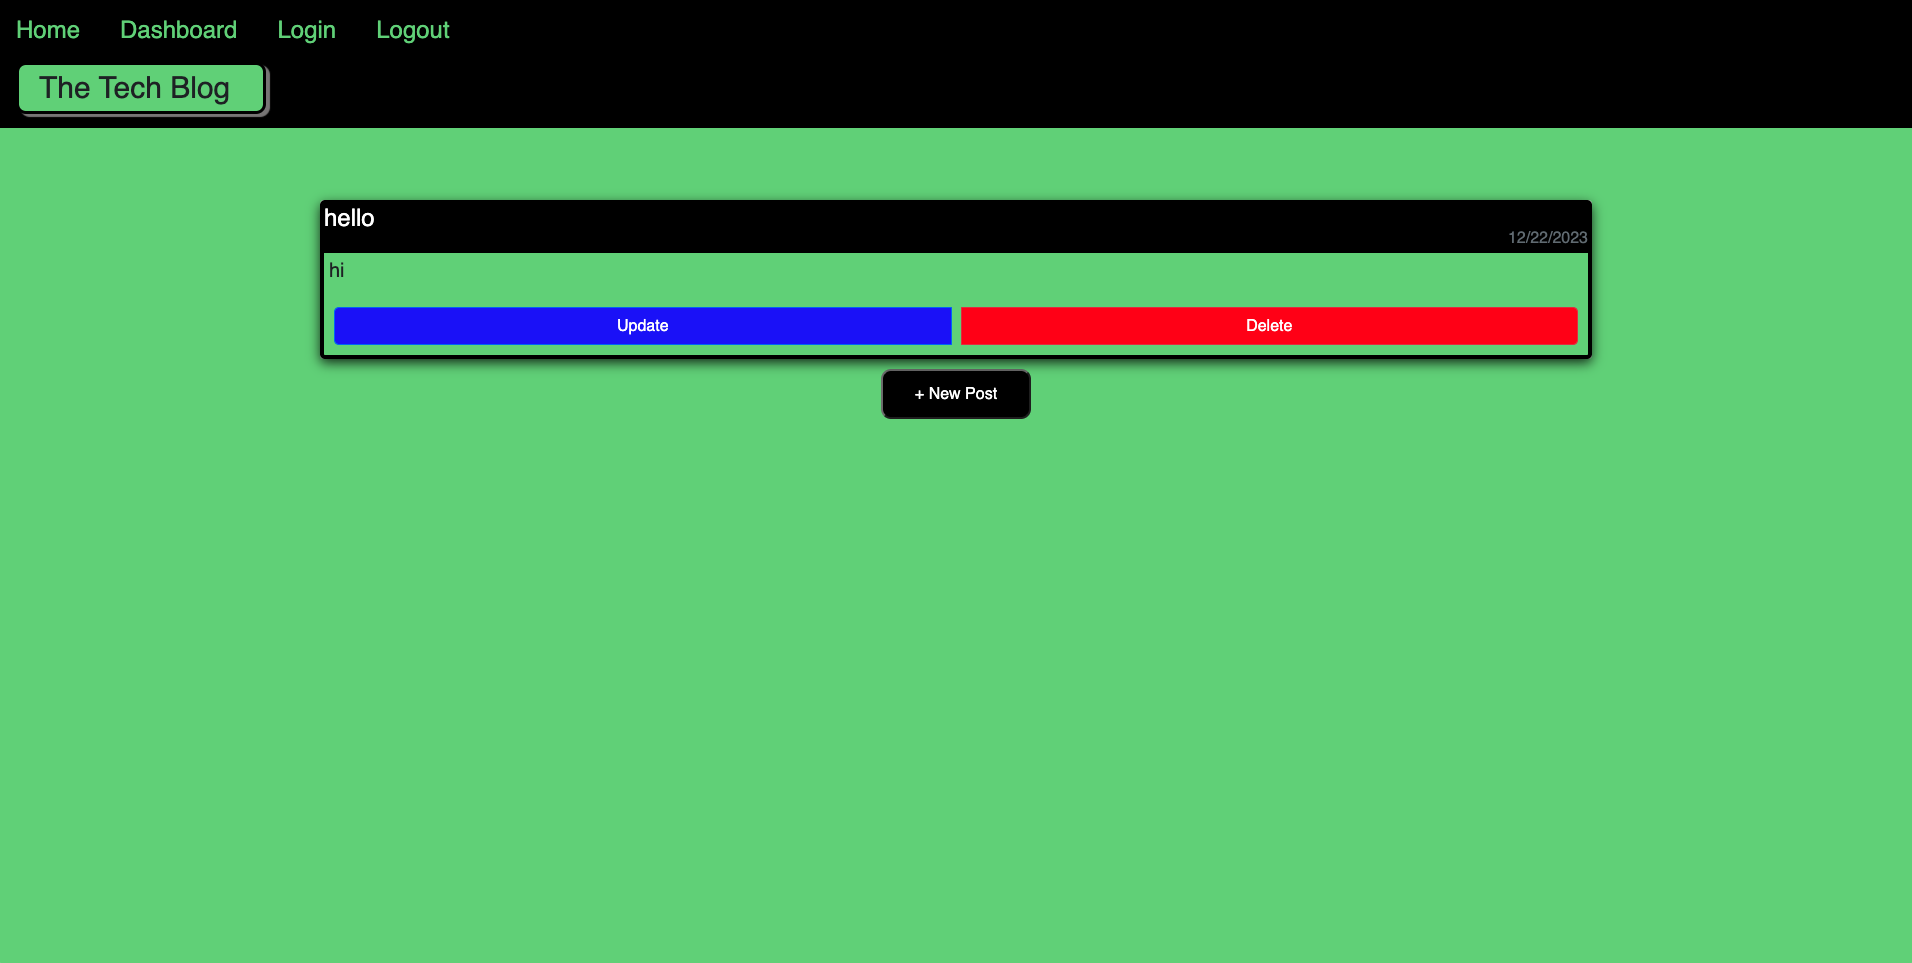 Home Dashboard Login Logout
The Tech Blog
hello
12/22/2023
hi
Update Delete
+ New Post